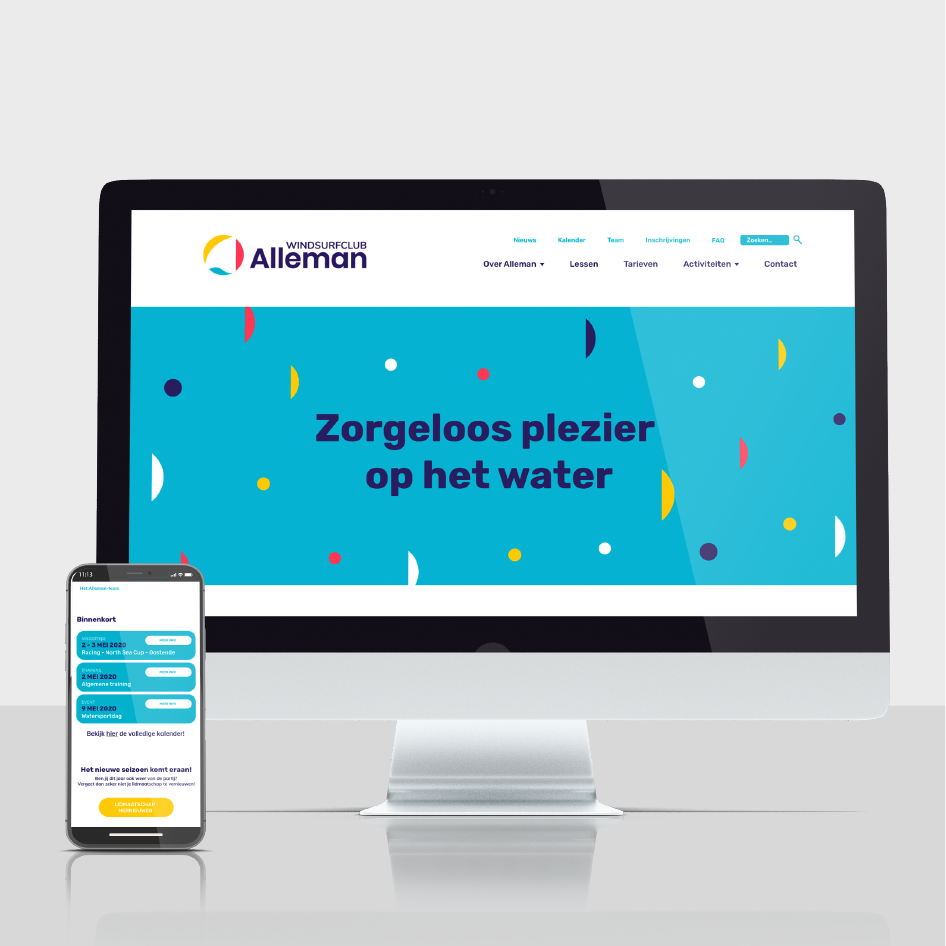 WINDSURFCLUB
Alleman
Nieuws Kalender Team Inschrijvingen FAQ Zoeken...
Over Alleman Lessen Tarieven Activiteiten Contact
Zorgeloos plezier
op het water
11:13
Het Alleman-team
Binnenkort
WEDSTRIJD
2 - 3 MEI 2020
MEER INFO
Racing - North Sea Cup - Oostende
TRAINING
2 MEI 2020
MEER INFO
Algemene training
EVENT
9 MEI 2020
MEER INFO
Watersportdag
Bekijk hier de volledige kalender!
Het nieuwe seizoen komt eraan!
Ben jij dit jaar ook weer van de partij?
Vergeet dan zeker niet je lidmaatschap te vernieuwen!
LIDMAATSCHAP
VERNIEUWEN